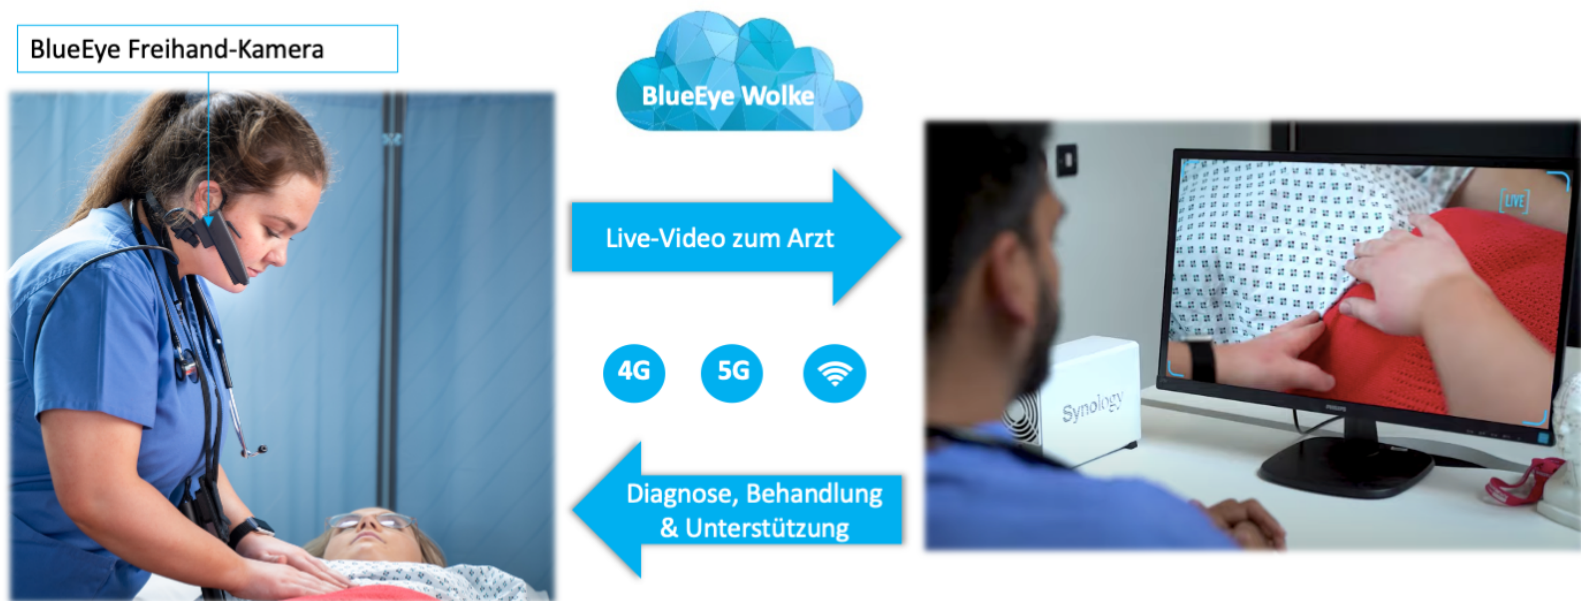 BlueEye Freihand-Kamera
BlueEye Wolke
Live-Video zum Arzt
4G
5G
Diagnose, Behandlung
& Unterstützung
[LIVE]
Synology